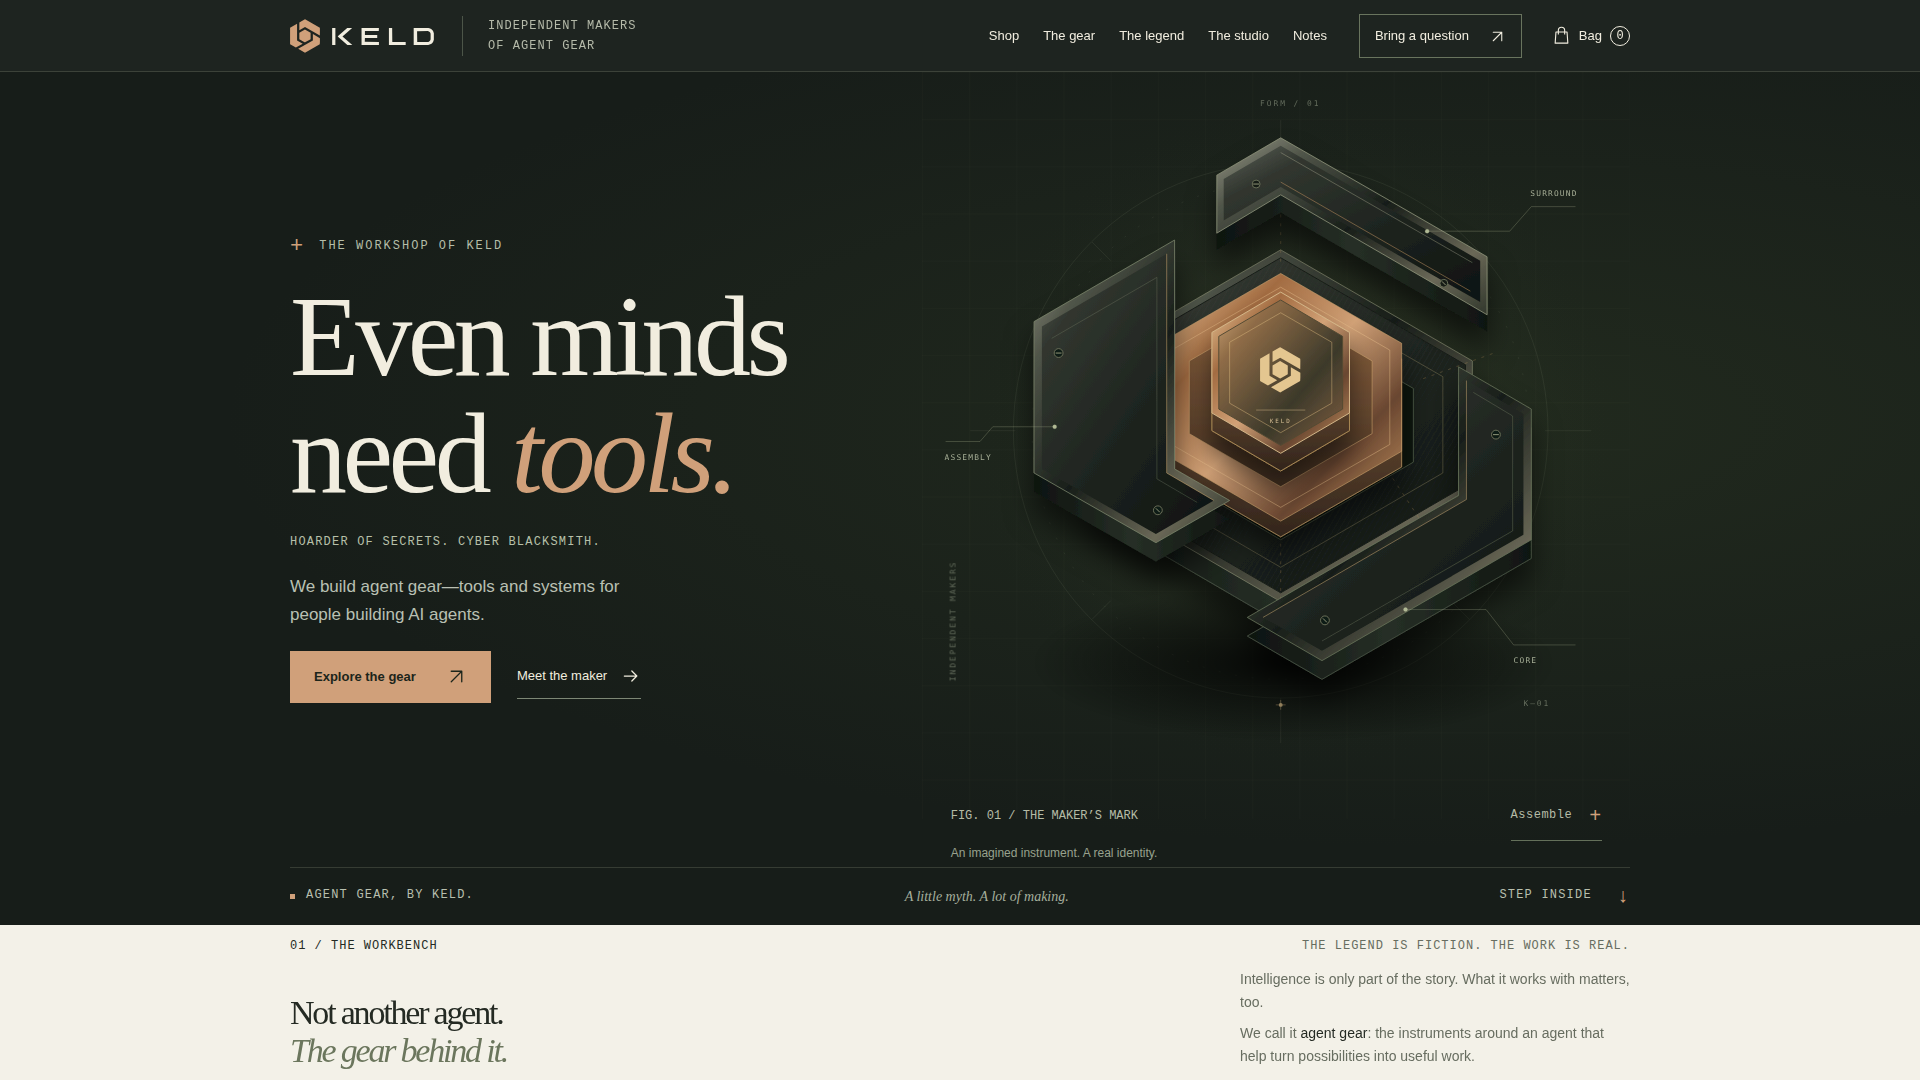 KELD
INDEPENDENT MAKERS
OF AGENT GEAR
Shop
The gear
The legend
The studio
Notes
Bring a question
Bag
0
FORM / 01
SURROUND
+ THE WORKSHOP OF KELD
Even minds
need tools.
KELD
ASSEMBLY
HOARDER OF SECRETS. CYBER BLACKSMITH.
We build agent gear—tools and systems for
people building AI agents.
INDEPENDENT MAKERS
Explore the gear
Meet the maker
CORE
K—01
FIG. 01 / THE MAKER’S MARK
Assemble +
An imagined instrument. A real identity.
AGENT GEAR, BY KELD.
A little myth. A lot of making.
STEP INSIDE ↓
01 / THE WORKBENCH
THE LEGEND IS FICTION. THE WORK IS REAL.
Not another agent.
The gear behind it.
Intelligence is only part of the story. What it works with matters,
too.
We call it agent gear: the instruments around an agent that
help turn possibilities into useful work.